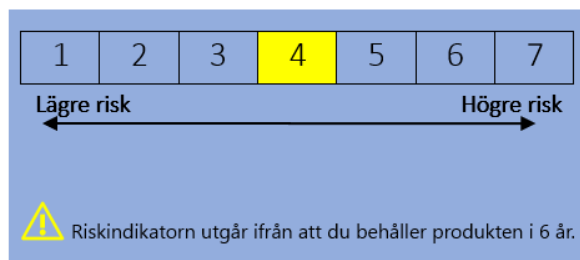 1 2 3 4 5 6 7
Lägre risk Högre risk
Riskindikatorn utgår ifrån att du behåller produkten i 6 år.